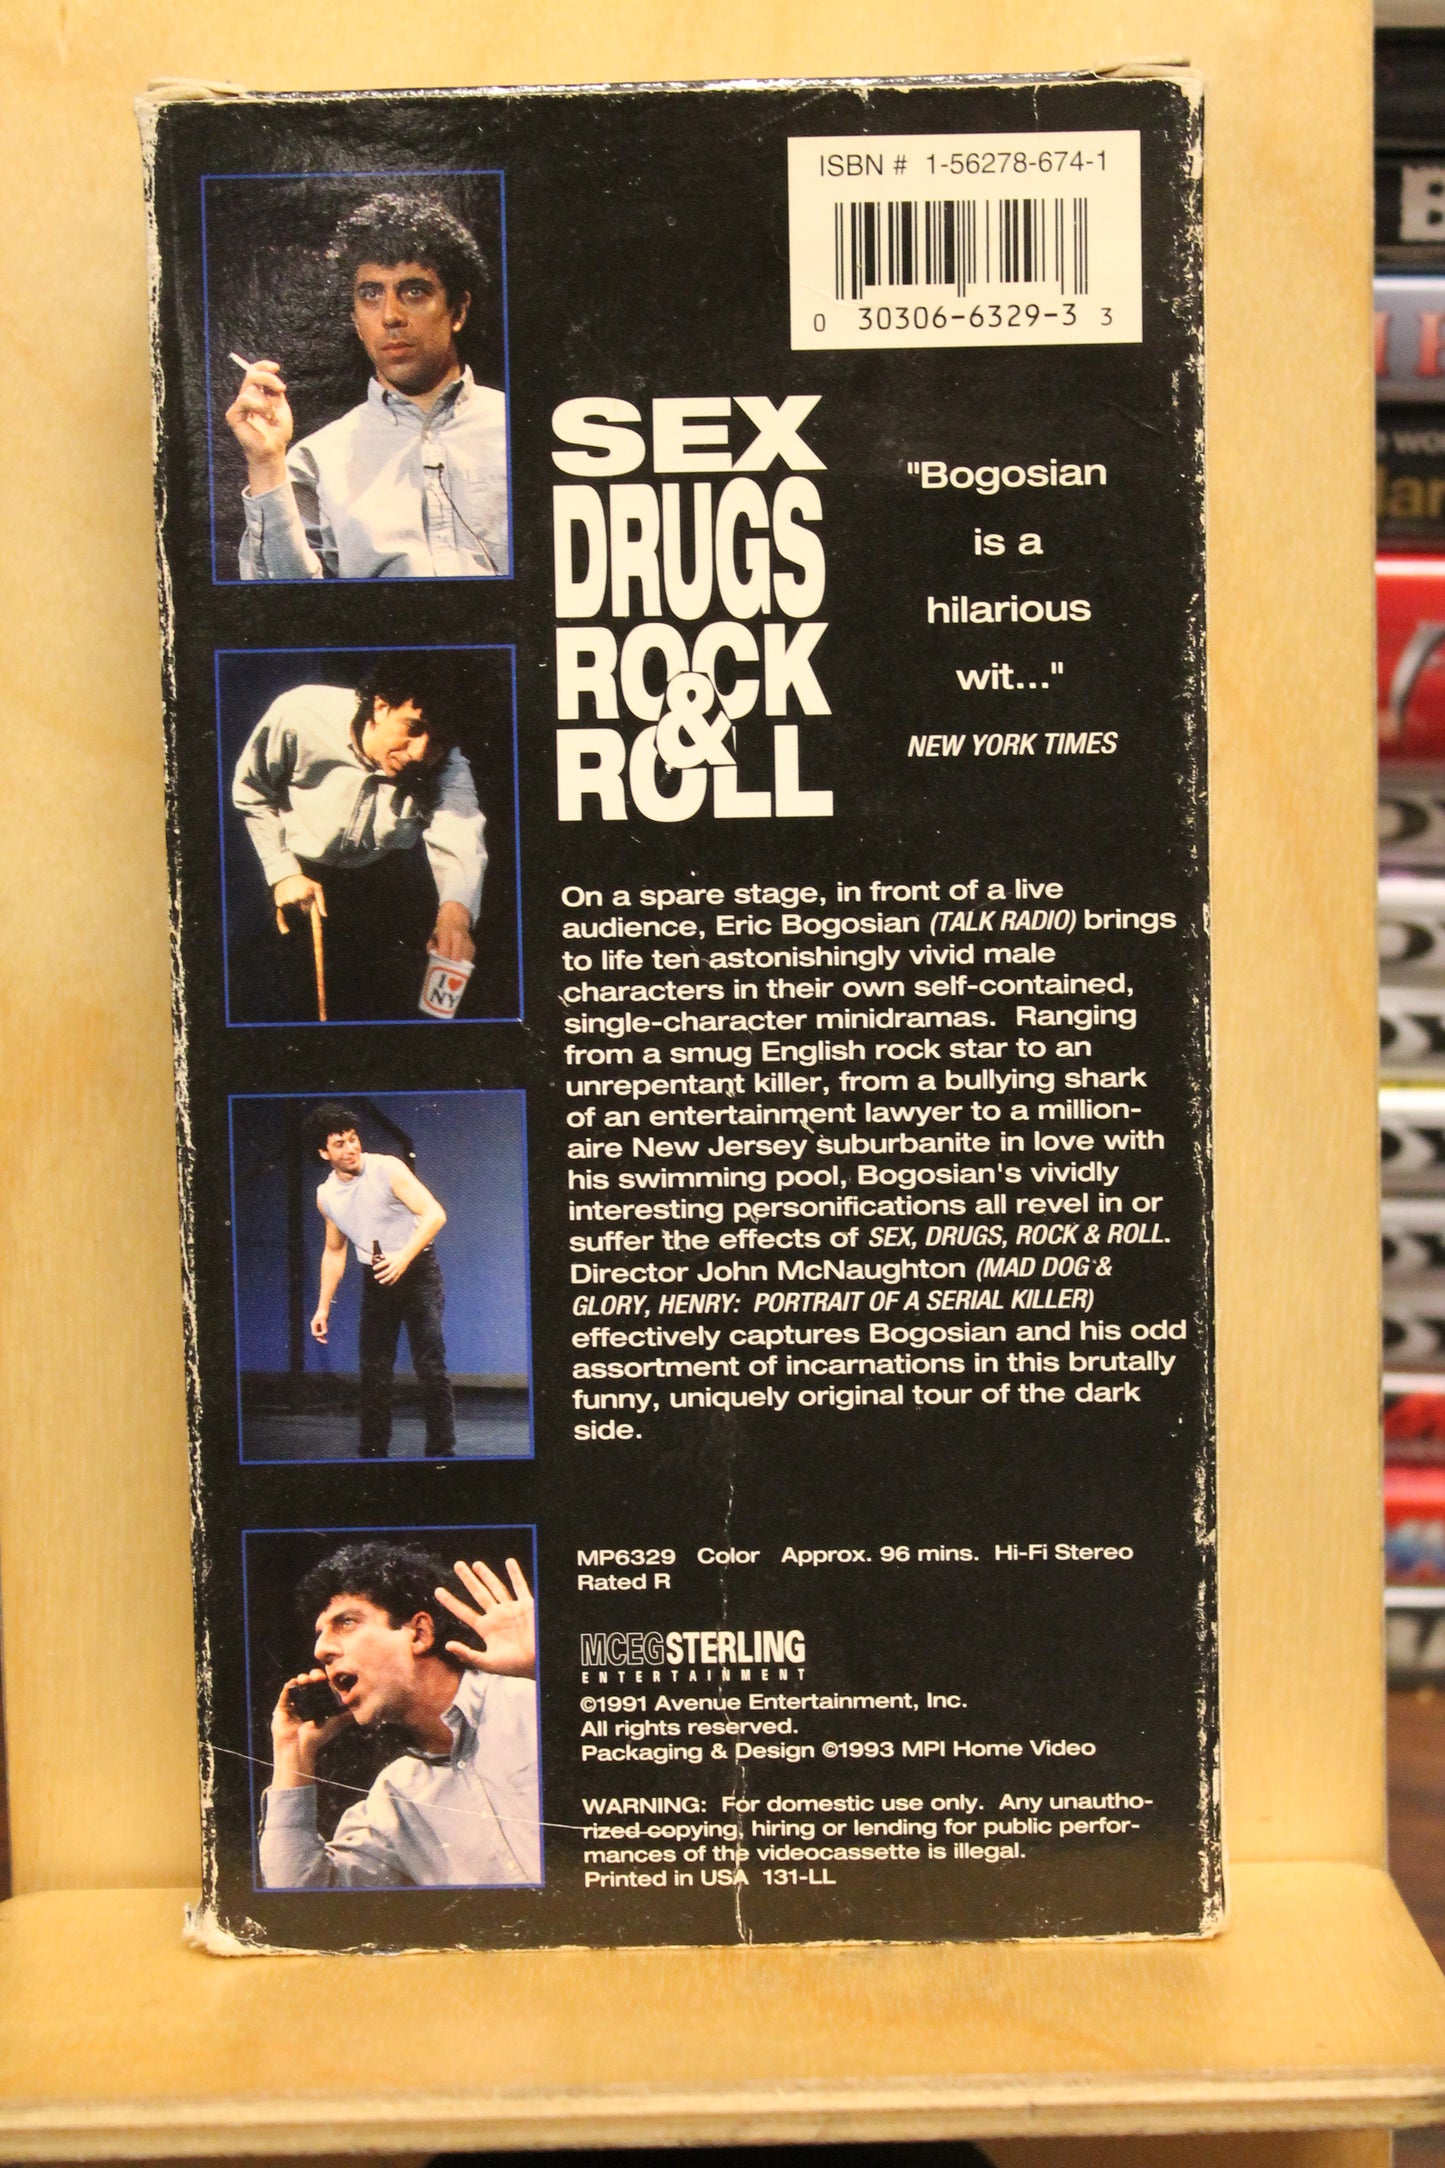 ISBN # 1-56278-674-1
0 30306-6329-3 3
SEX
DRUGS
ROCK
&
ROLL
"Bogosian
is a
hilarious
wit..."
NEW YORK TIMES
I ♥
NY
On a spare stage, in front of a live
audience, Eric Bogosian (TALK RADIO) brings
to life ten astonishingly vivid male
characters in their own self-contained,
single-character minidramas. Ranging
from a smug English rock star to an
unrepentant killer, from a bullying shark
of an entertainment lawyer to a million-
aire New Jersey suburbanite in love with
his swimming pool, Bogosian's vividly
interesting personifications all revel in or
suffer the effects of SEX, DRUGS, ROCK & ROLL.
Director John McNaughton (MAD DOG &
GLORY, HENRY: PORTRAIT OF A SERIAL KILLER)
effectively captures Bogosian and his odd
assortment of incarnations in this brutally
funny, uniquely original tour of the dark
side.
MP6329 Color Approx. 96 mins. Hi-Fi Stereo
Rated R
MCEG STERLING
ENTERTAINMENT
©1991 Avenue Entertainment, Inc.
All rights reserved.
Packaging & Design ©1993 MPI Home Video
WARNING: For domestic use only. Any unautho-
rized copying, hiring or lending for public perfor-
mances of the videocassette is illegal.
Printed in USA 131-LL